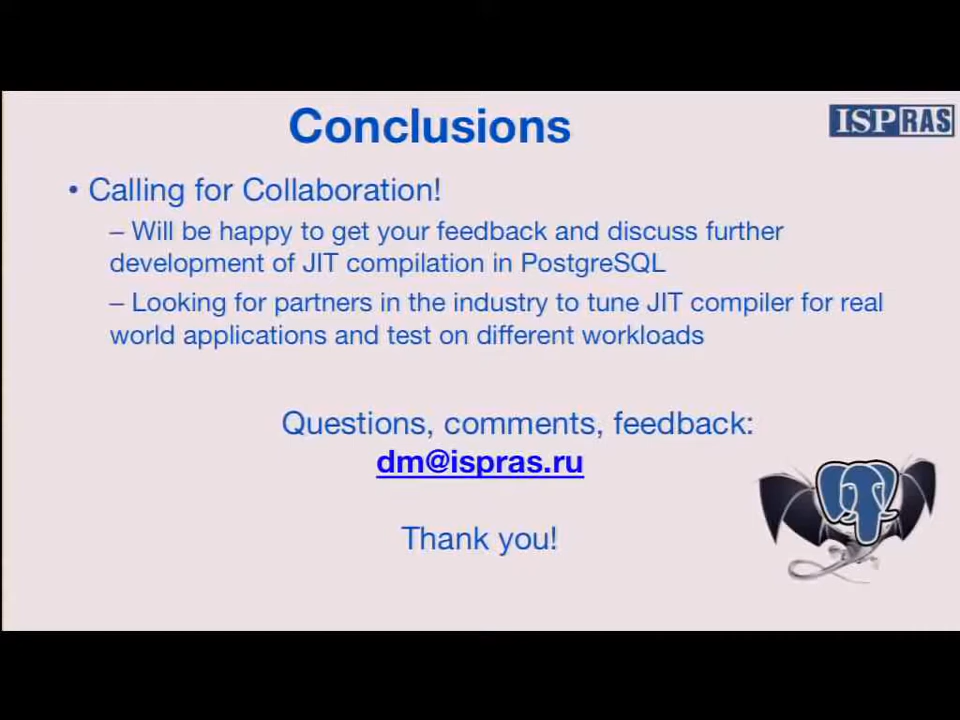 Conclusions
ISPRAS
• Calling for Collaboration!
– Will be happy to get your feedback and discuss further
development of JIT compilation in PostgreSQL
– Looking for partners in the industry to tune JIT compiler for real
world applications and test on different workloads
Questions, comments, feedback:
dm@ispras.ru
Thank you!